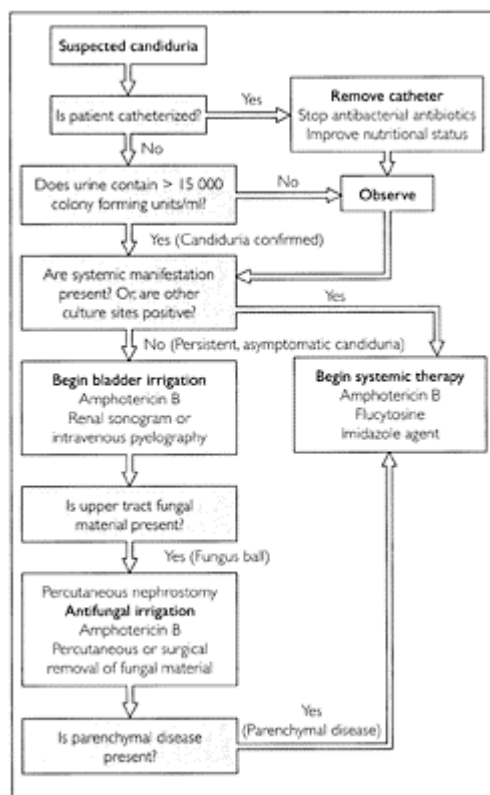 Suspected candiduria
Is patient catheterized?
Yes
Remove catheter
Stop antibacterial antibiotics
Improve nutritional status
No
Does urine contain > 15 000
colony forming units/ml?
No
Observe
Yes (Candiduria confirmed)
Are systemic manifestation
present? Or, are other
culture sites positive?
Yes
No (Persistent, asymptomatic candiduria)
Begin bladder irrigation
Amphotericin B
Renal sonogram or
intravenous pyelography
Begin systemic therapy
Amphotericin B
Flucytosine
Imidazole agent
Is upper tract fungal
material present?
Yes (Fungus ball)
Percutaneous nephrostomy
Antifungal irrigation
Amphotericin B
Percutaneous or surgical
removal of fungal material
Yes
(Parenchymal disease)
Is parenchymal disease
present?